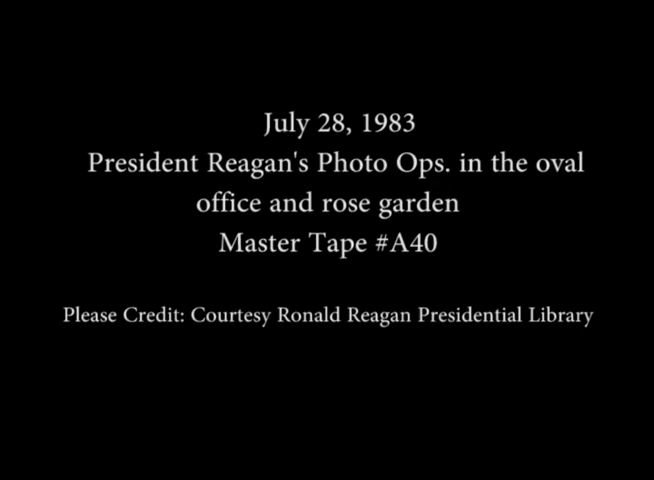 July 28, 1983
President Reagan's Photo Ops. in the oval
office and rose garden
Master Tape #A40
Please Credit: Courtesy Ronald Reagan Presidential Library